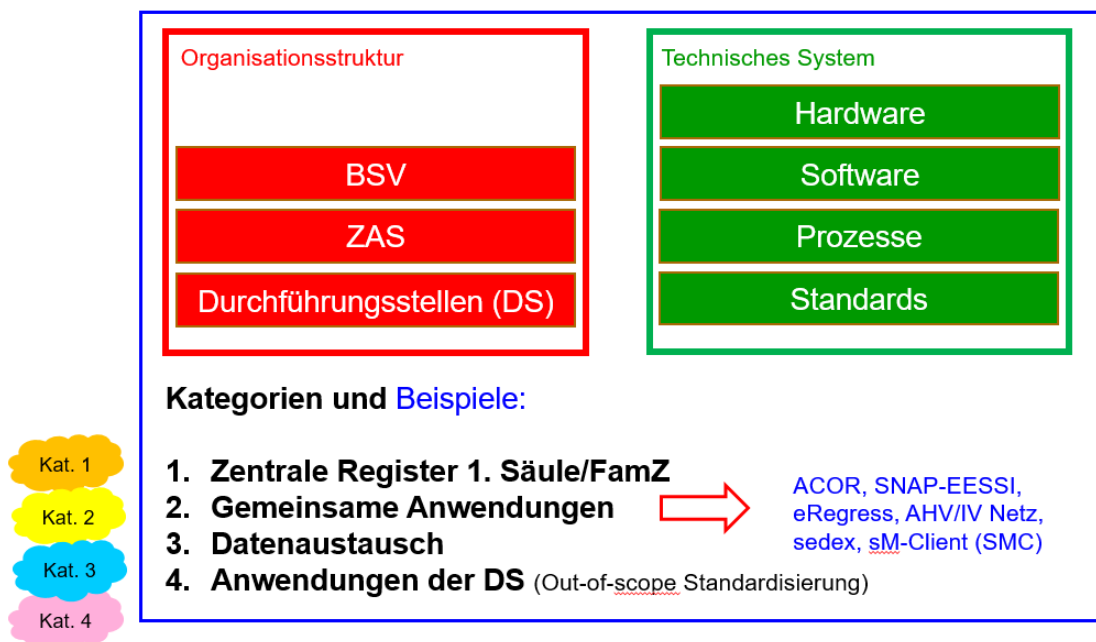 Organisationsstruktur
BSV
ZAS
Durchführungsstellen (DS)
Technisches System
Hardware
Software
Prozesse
Standards
Kategorien und Beispiele:
Kat. 1
Kat. 2
Kat. 3
Kat. 4
1. Zentrale Register 1. Säule/FamZ
2. Gemeinsame Anwendungen
3. Datenaustausch
4. Anwendungen der DS (Out-of-scope Standardisierung)
ACOR, SNAP-EESSI,
eRegress, AHV/IV Netz,
sedex, sM-Client (SMC)